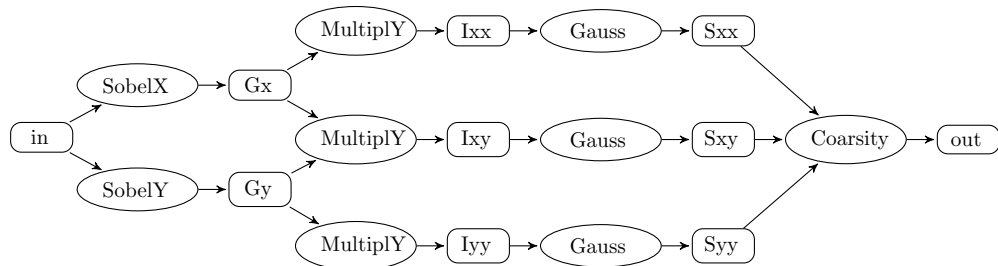 MultiplY Ixx Gauss Sxx
SobelX Gx
in MultiplY Ixy Gauss Sxy Coarsity out
SobelY Gy
MultiplY Iyy Gauss Syy